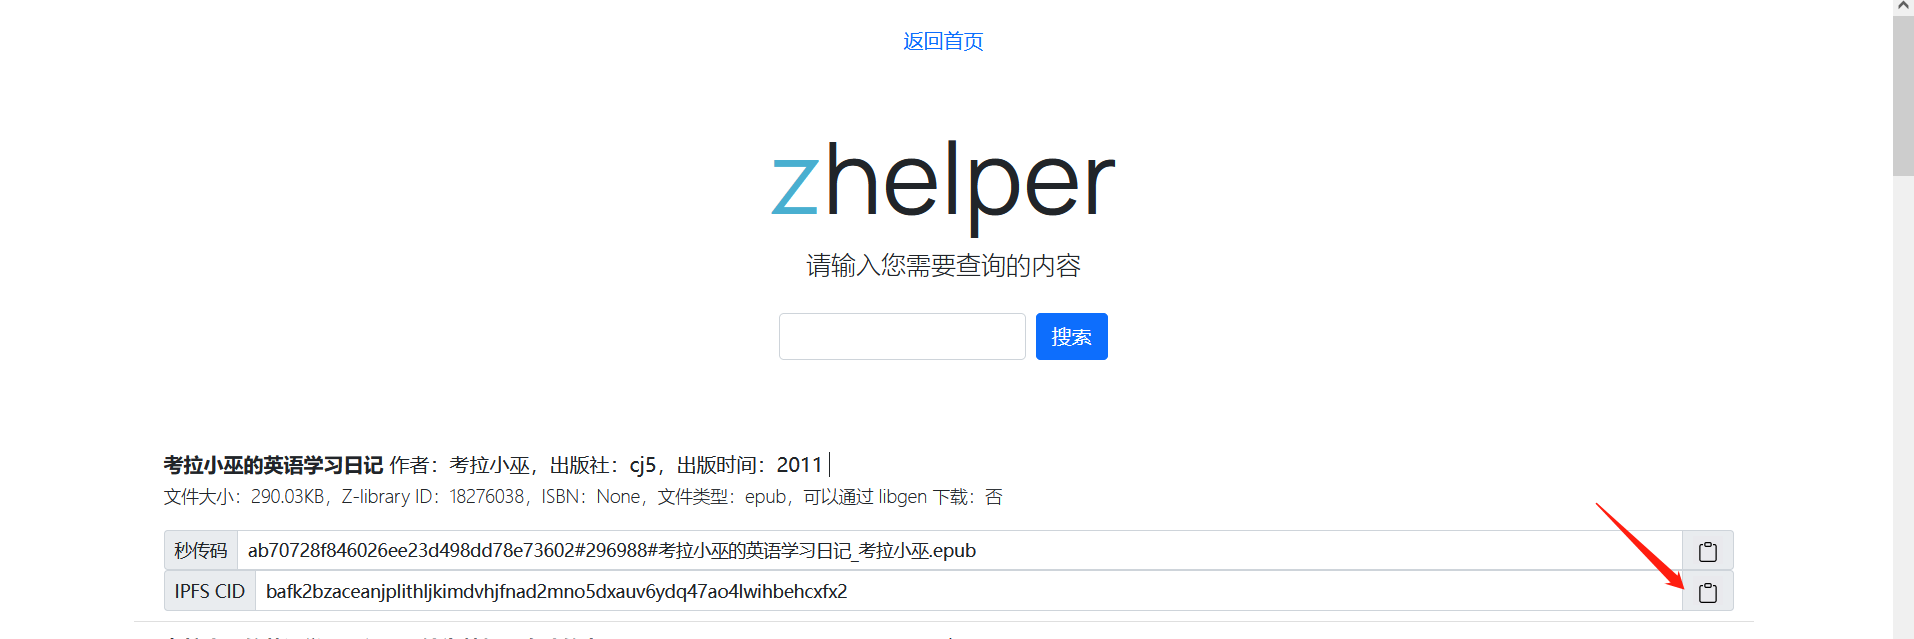 返回首页
zhelper
请输入您需要查询的内容
搜索
考拉小巫的英语学习日记 作者：考拉小巫，出版社：cj5，出版时间：2011
文件大小：290.03KB，Z-library ID：18276038，ISBN：None，文件类型：epub，可以通过 libgen 下载：否
秒传码 ab70728f846026ee23d498dd78e73602#296988#考拉小巫的英语学习日记_考拉小巫.epub
IPFS CID bafk2bzaceanjplithljkimdvhjfnad2mno5dxauv6ydq47ao4lwihbehcxfx2